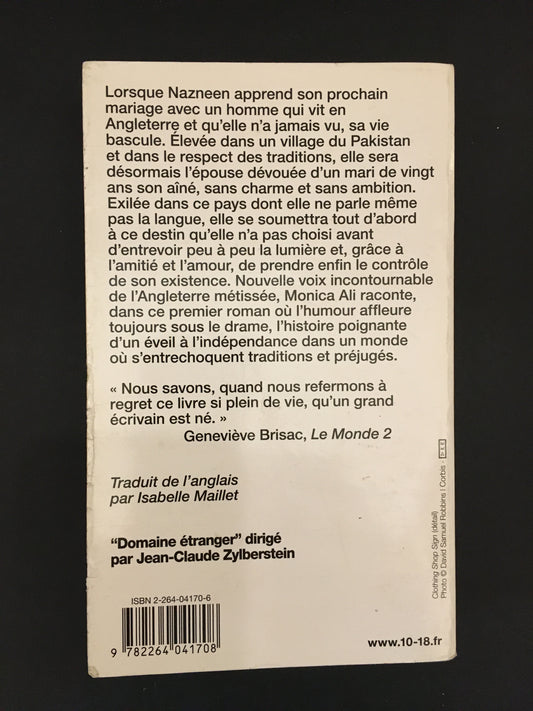 Lorsque Nazneen apprend son prochain
mariage avec un homme qui vit en
Angleterre et qu'elle n'a jamais vu, sa vie
bascule. Élevée dans un village du Pakistan
et dans le respect des traditions, elle sera
désormais l'épouse dévouée d'un mari de vingt
ans son aîné, sans charme et sans ambition.
Exilée dans ce pays dont elle ne parle même
pas la langue, elle se soumettra tout d'abord
à ce destin qu'elle n'a pas choisi avant
d'entrevoir peu à peu la lumière et, grâce à
l'amitié et l'amour, de prendre enfin le contrôle
de son existence. Nouvelle voix incontournable
de l'Angleterre métissée, Monica Ali raconte,
dans ce premier roman où l'humour affleure
toujours sous le drame, l'histoire poignante
d'un éveil à l'indépendance dans un monde
où s'entrechoquent traditions et préjugés.
« Nous savons, quand nous refermons à
regret ce livre si plein de vie, qu'un grand
écrivain est né. »
Geneviève Brisac, Le Monde 2
Traduit de l'anglais
par Isabelle Maillet
"Domaine étranger" dirigé
par Jean-Claude Zylberstein
ISBN 2-264-04170-6
9 782264 041708
www.10-18.fr
Clothing Shop Sign (détail)
Photo © David Samuel Robbins | Corbis -